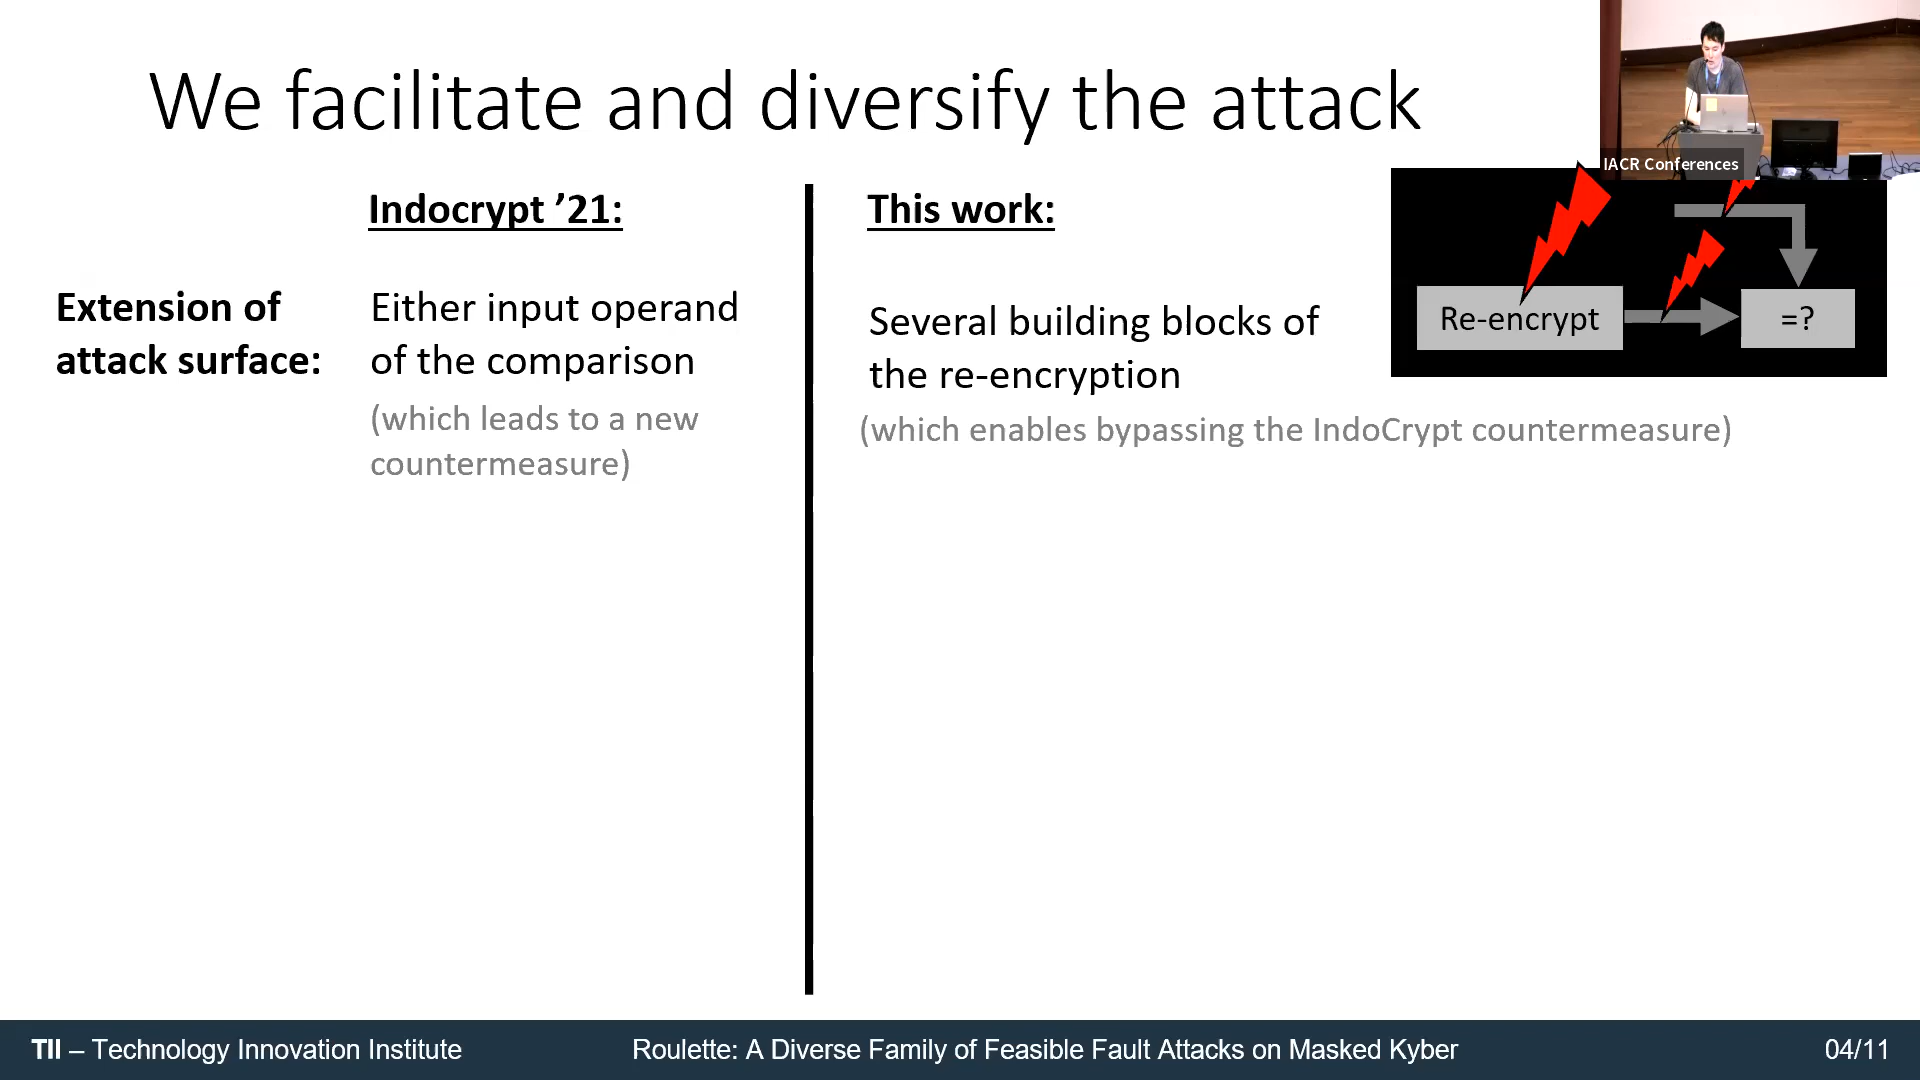 We facilitate and diversify the attack
IACR Conferences
Indocrypt ’21:
This work:
Extension of
attack surface:
Either input operand
of the comparison
(which leads to a new
countermeasure)
Several building blocks of
the re-encryption
(which enables bypassing the IndoCrypt countermeasure)
Re-encrypt
=?
TII – Technology Innovation Institute
Roulette: A Diverse Family of Feasible Fault Attacks on Masked Kyber
04/11